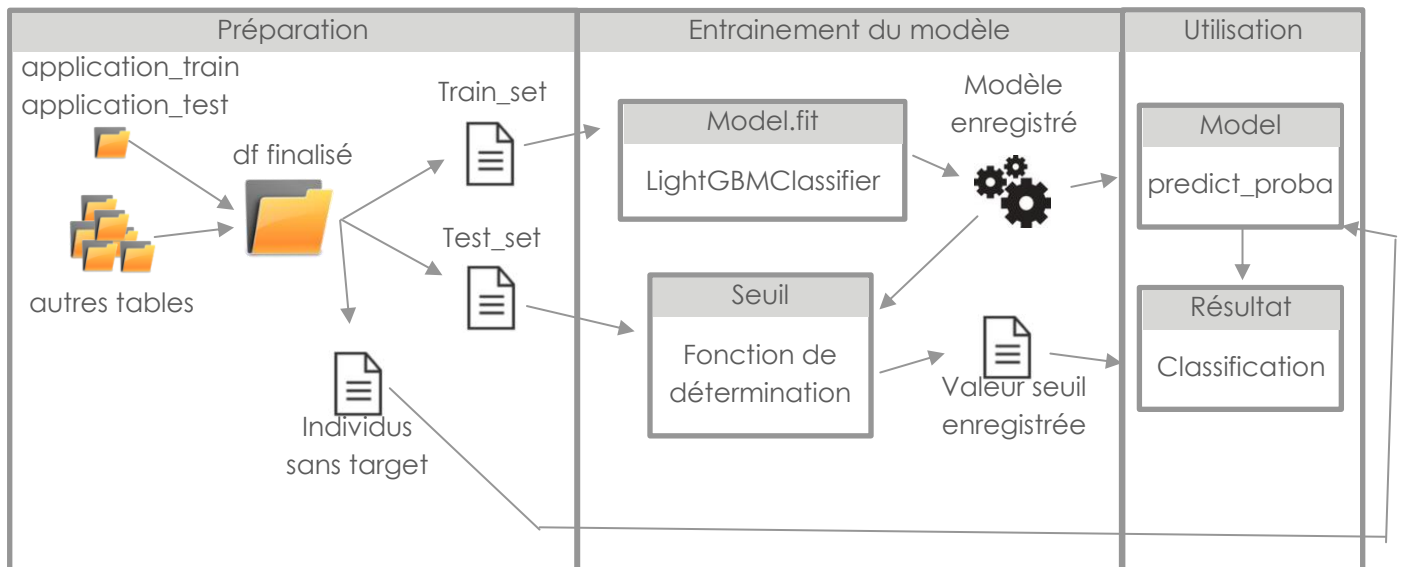 Préparation
application_train
application_test
df finalisé
autres tables
Train_set
Test_set
Individus
sans target
Entrainement du modèle
Model.fit
LightGBMClassifier
Modèle
enregistré
Seuil
Fonction de
détermination
Valeur seuil
enregistrée
Utilisation
Model
predict_proba
Résultat
Classification